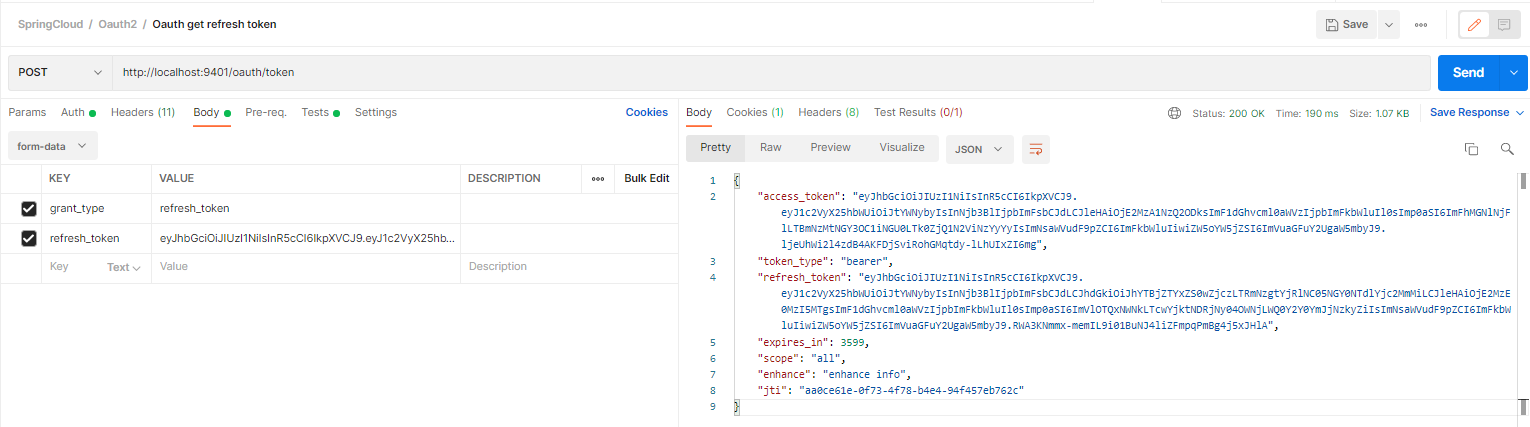 SpringCloud / Oauth2 / Oauth get refresh token
Save
POST http://localhost:9401/oauth/token Send
Params Auth Headers (11) Body Pre-req. Tests Settings Cookies
form-data
KEY VALUE DESCRIPTION Bulk Edit
grant_type refresh_token
refresh_token eyJhbGciOiJIUzI1NiIsInR5cCI6IkpXVCJ9.eyJ1c2VyX25hb...
Key Text Value Description
Body Cookies (1) Headers (8) Test Results (0/1) Status: 200 OK Time: 190 ms Size: 1.07 KB Save Response
Pretty Raw Preview Visualize JSON
1 {
2 "access_token": "eyJhbGciOiJIUzI1NiIsInR5cCI6IkpXVCJ9.
eyJ1c2VyX25hbWUiOiJtYWNybyIsInNjb3BlIjpbImFsbCJdLCJleHAiOjE2MzA1NzQ2ODksImF1dGhvcml0aWVzIjpbImFkbWluIl0sImp0aSI6ImFhMGNlNjF
lLTBmNzMtNGY3OC1iNGU0LTk0ZjQ1N2ViNzYyYyIsImNsaWVudF9pZCI6ImFkbWluIiwiZW5oYW5jZSI6ImVuaGFuY2UgaW5mbyJ9.
ljeUhWi2l4zdB4AKFDjSviRohGMqtdy-lLhUIxZI6mg",
3 "token_type": "bearer",
4 "refresh_token": "eyJhbGciOiJIUzI1NiIsInR5cCI6IkpXVCJ9.
eyJ1c2VyX25hbWUiOiJtYWNybyIsInNjb3BlIjpbImFsbCJdLCJhdGkiOiJhYTBjZTYxZS0wZjczLTRmNzgtYjRlNC05NGY0NTdlYjc2MmMiLCJleHAiOjE2MzE
0MzI5MTgsImF1dGhvcml0aWVzIjpbImFkbWluIl0sImp0aSI6ImVlOTQxNWNkLTcwYjktNDRjNy04OWNjLWQ0Y2Y0YmJjNzkyZiIsImNsaWVudF9pZCI6ImFkbW
luIiwiZW5oYW5jZSI6ImVuaGFuY2UgaW5mbyJ9.RWA3KNmmx-memIL9i01BuNJ4liZFmpqPmBg4j5xJHlA",
5 "expires_in": 3599,
6 "scope": "all",
7 "enhance": "enhance info",
8 "jti": "aa0ce61e-0f73-4f78-b4e4-94f457eb762c"
9 }